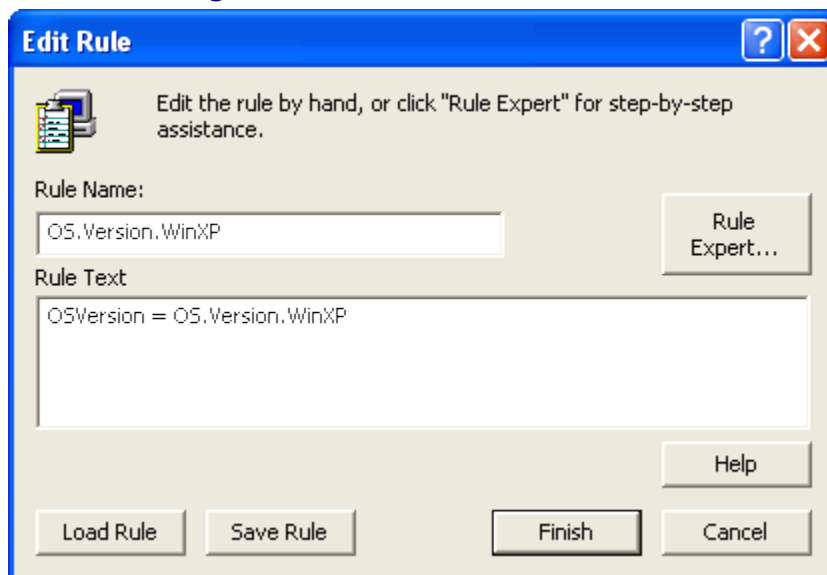 Edit Rule
Edit the rule by hand, or click "Rule Expert" for step-by-step
assistance.
Rule Name:
OS.Version.WinXP
Rule
Expert...
Rule Text
OSVersion = OS.Version.WinXP
Help
Load Rule
Save Rule
Finish
Cancel